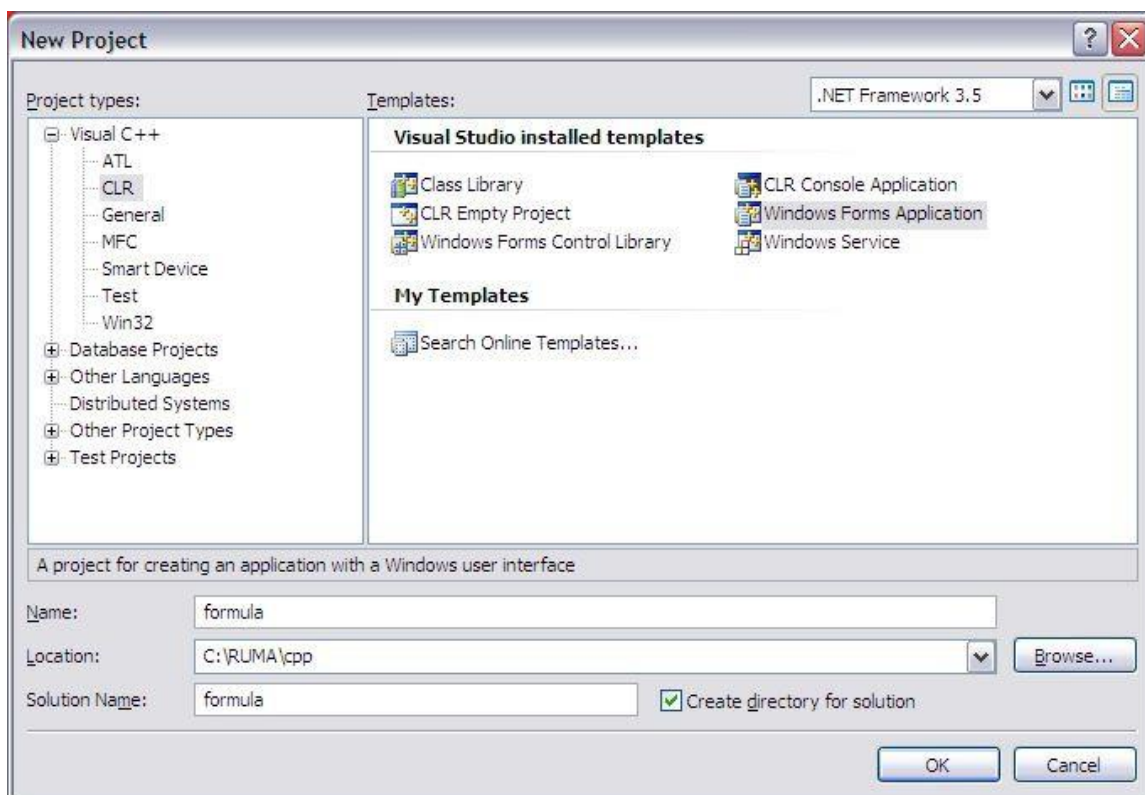 New Project
Project types:
Templates:
.NET Framework 3.5
Visual C++
ATL
CLR
General
MFC
Smart Device
Test
Win32
Database Projects
Other Languages
Distributed Systems
Other Project Types
Test Projects
Visual Studio installed templates
Class Library
CLR Console Application
CLR Empty Project
Windows Forms Application
Windows Forms Control Library
Windows Service
My Templates
Search Online Templates...
A project for creating an application with a Windows user interface
Name:
formula
Location:
C:\RUMA\cpp
Browse...
Solution Name:
formula
Create directory for solution
OK
Cancel